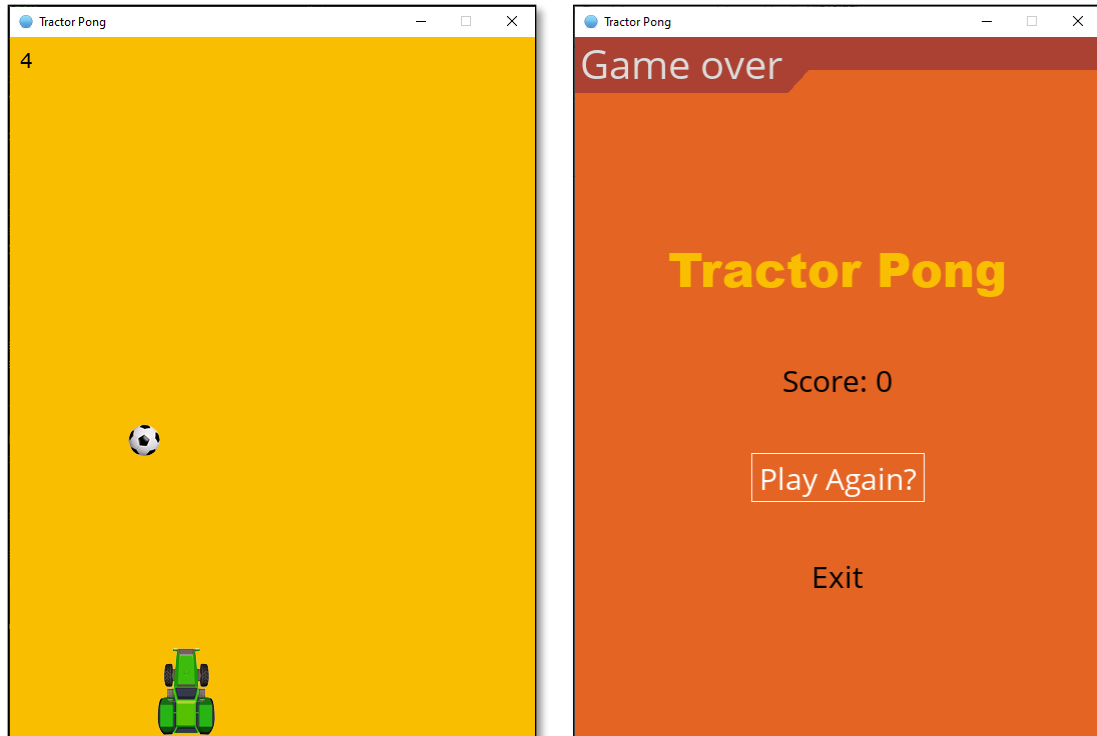 Tractor Pong
4
Tractor Pong
Game over
Tractor Pong
Score: 0
Play Again?
Exit